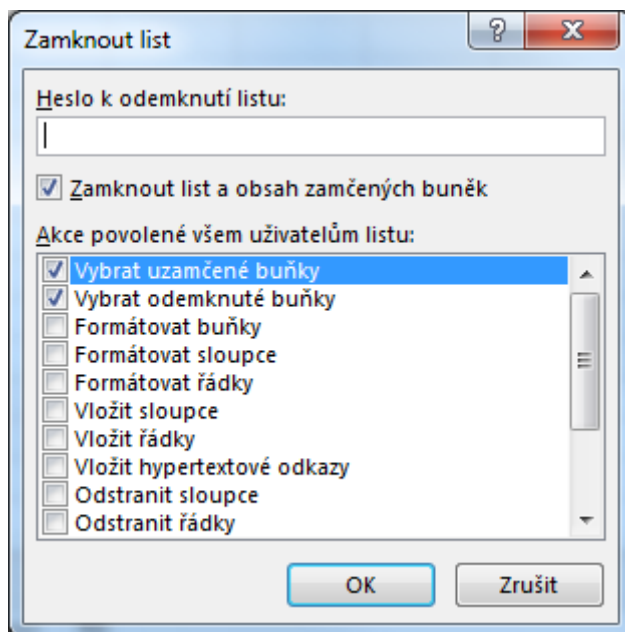 Zamknout list
?
Heslo k odemknutí listu:
Zamknout list a obsah zamčených buněk
Akce povolené všem uživatelům listu:
Vybrat uzamčené buňky
Vybrat odemknuté buňky
Formátovat buňky
Formátovat sloupce
Formátovat řádky
Vložit sloupce
Vložit řádky
Vložit hypertextové odkazy
Odstranit sloupce
Odstranit řádky
OK
Zrušit